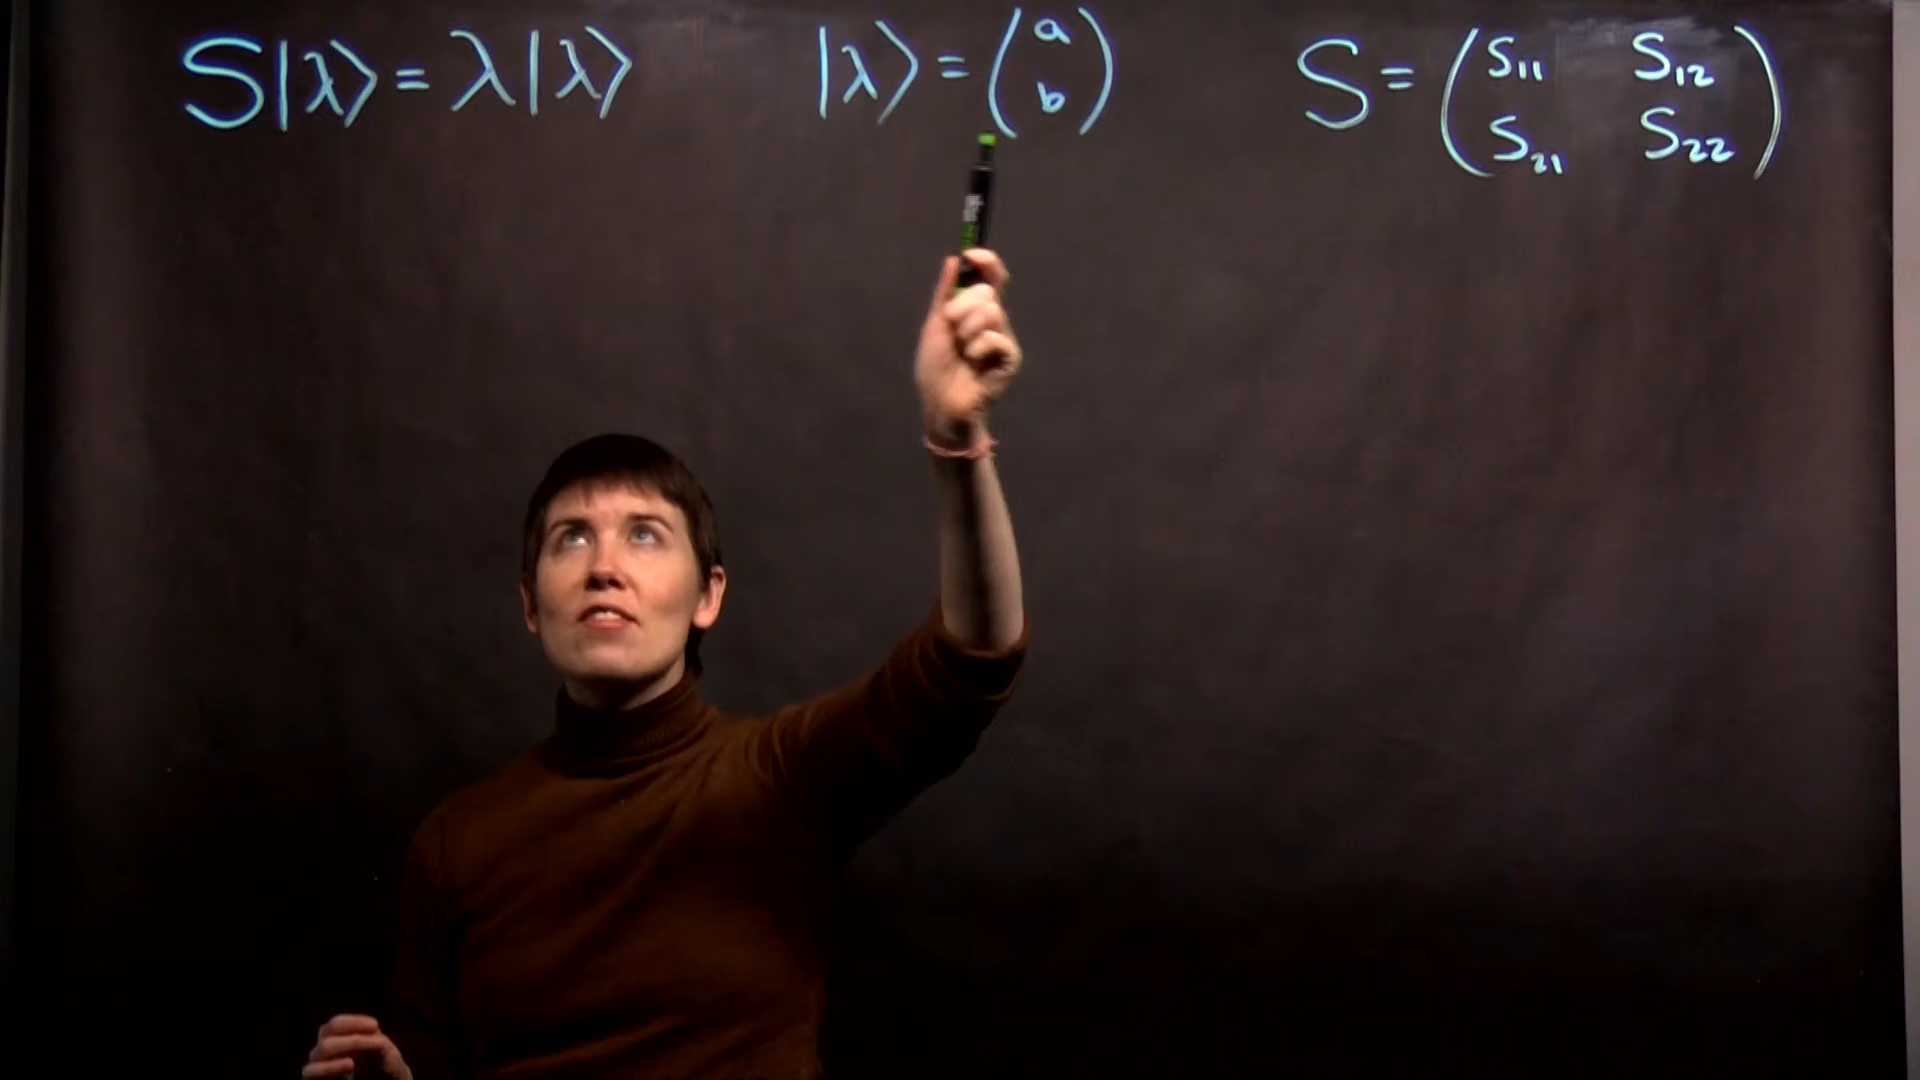 S|λ⟩ = λ|λ⟩
|λ⟩ = (a
b)
S = (S₁₁ S₁₂
S₂₁ S₂₂)